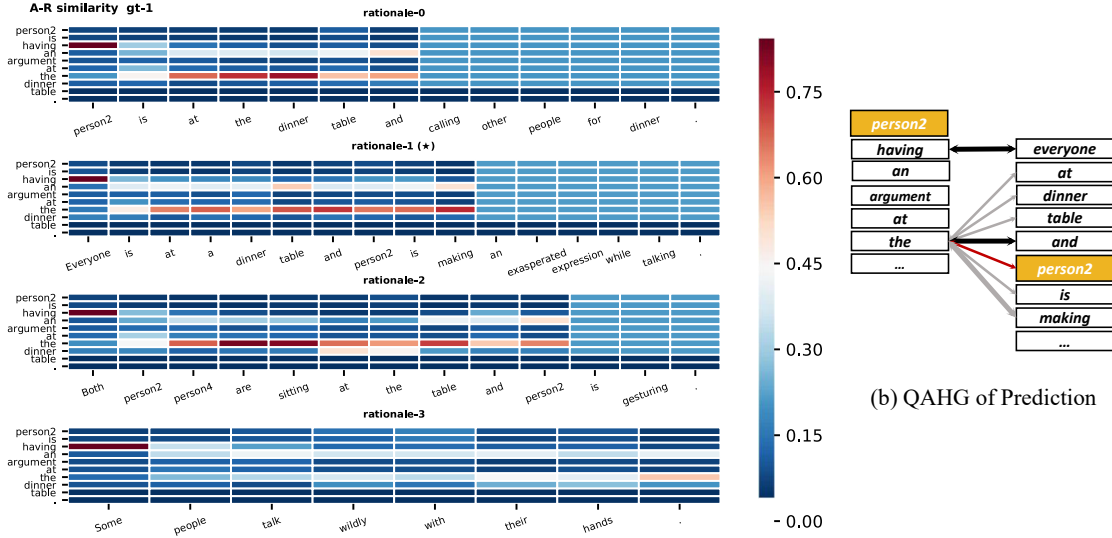 A-R similarity gt-1
rationale-0
person2
is
having
an
argument
at
the
dinner
table
.
person2 is at the dinner table and calling other people for dinner .
rationale-1 (★)
person2
is
having
an
argument
at
the
dinner
table
.
Everyone is at a dinner table and person2 is making an exasperated expression while talking .
rationale-2
person2
is
having
an
argument
at
the
dinner
table
.
Both person2 person4 are sitting at the table and person2 is gesturing .
rationale-3
person2
is
having
an
argument
at
the
dinner
table
.
Some people talk wildly with their hands .
0.75
0.60
0.45
0.30
0.15
0.00
person2
having
an
argument
at
the
...
everyone
at
dinner
table
and
person2
is
making
...
(b) QAHG of Prediction